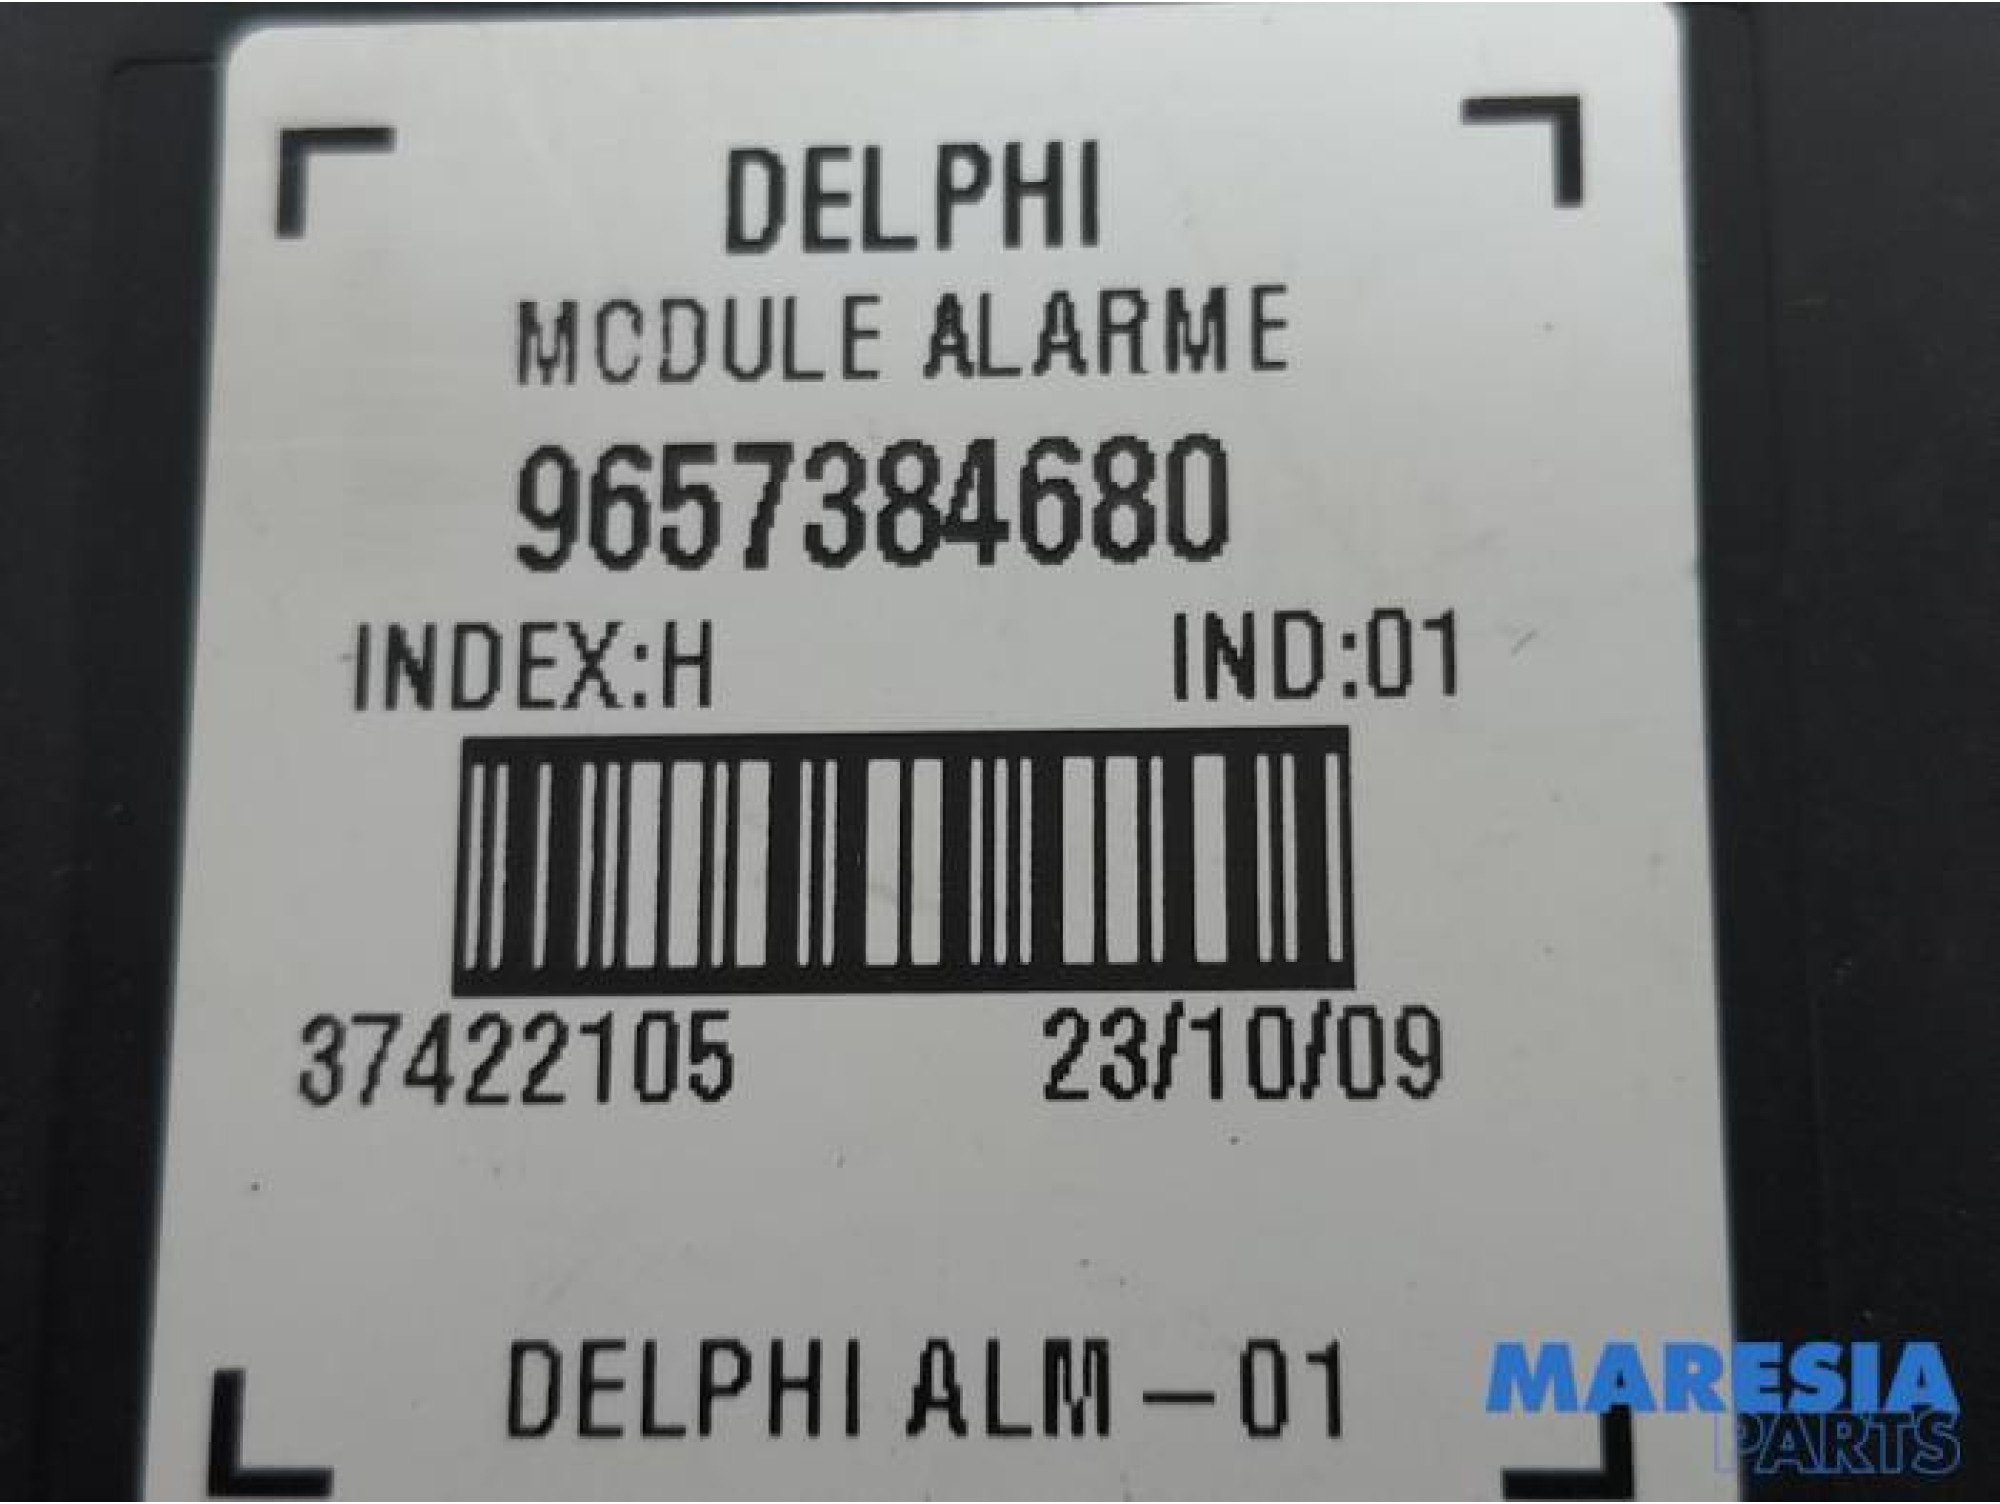 DELPHI
MODULE ALARME
9657384680
INDEX:H IND:01
37422105 23/10/09
DELPHI ALM-01
MARESIA
PARTS